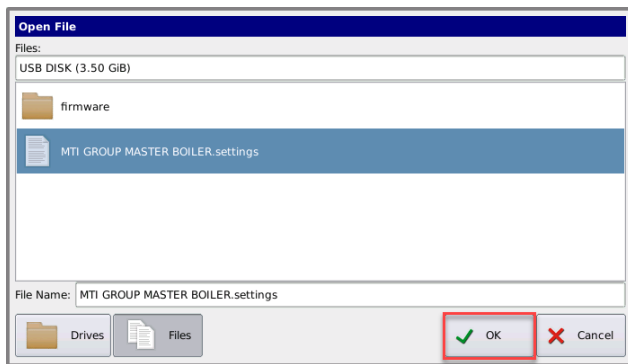 Open File
Files:
USB DISK (3.50 GiB)
firmware
MTI GROUP MASTER BOILER.settings
File Name: MTI GROUP MASTER BOILER.settings
Drives Files OK Cancel